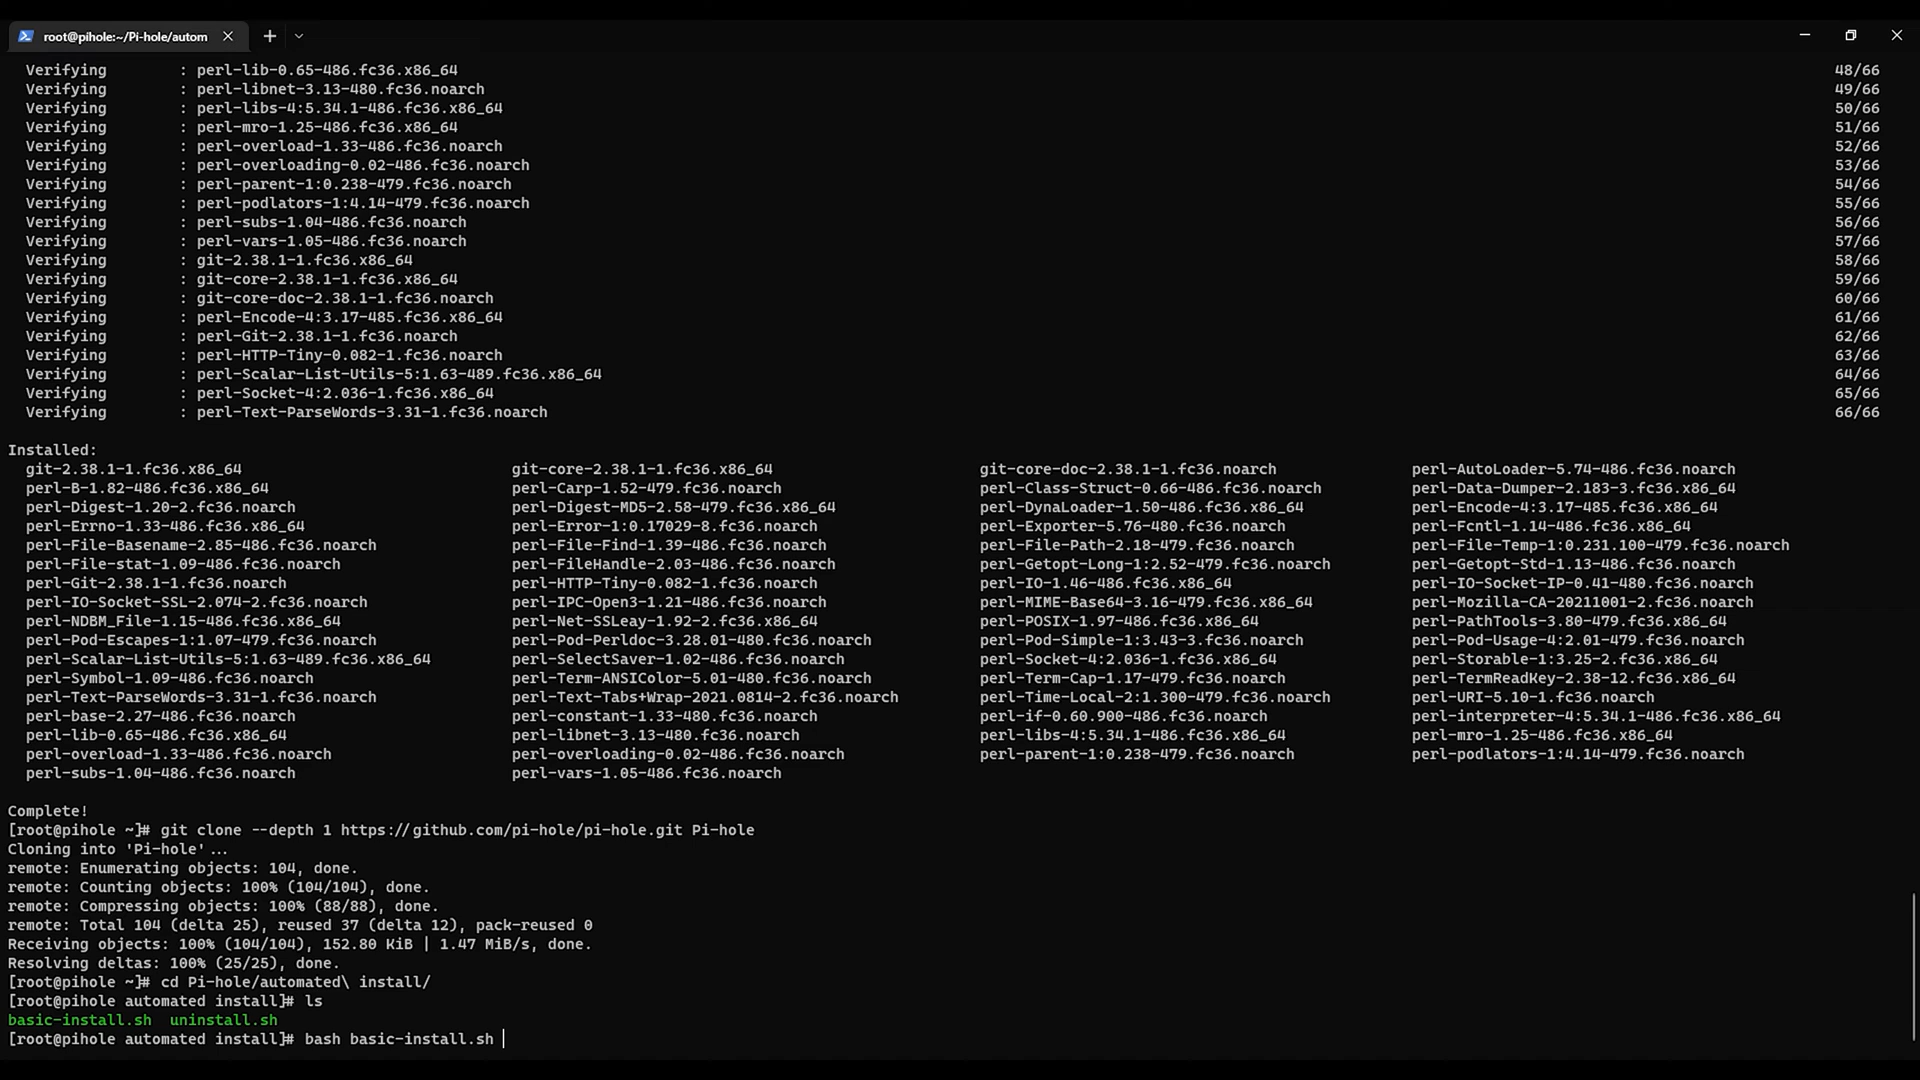 root@pihole:~/Pi-hole/autom
Verifying : perl-lib-0.65-486.fc36.x86_64 48/66
Verifying : perl-libnet-3.13-480.fc36.noarch 49/66
Verifying : perl-libs-4:5.34.1-486.fc36.x86_64 50/66
Verifying : perl-mro-1.25-486.fc36.x86_64 51/66
Verifying : perl-overload-1.33-486.fc36.noarch 52/66
Verifying : perl-overloading-0.02-486.fc36.noarch 53/66
Verifying : perl-parent-1:0.238-479.fc36.noarch 54/66
Verifying : perl-podlators-1:4.14-479.fc36.noarch 55/66
Verifying : perl-subs-1.04-486.fc36.noarch 56/66
Verifying : perl-vars-1.05-486.fc36.noarch 57/66
Verifying : git-2.38.1-1.fc36.x86_64 58/66
Verifying : git-core-2.38.1-1.fc36.x86_64 59/66
Verifying : git-core-doc-2.38.1-1.fc36.noarch 60/66
Verifying : perl-Encode-4:3.17-485.fc36.x86_64 61/66
Verifying : perl-Git-2.38.1-1.fc36.noarch 62/66
Verifying : perl-HTTP-Tiny-0.082-1.fc36.noarch 63/66
Verifying : perl-Scalar-List-Utils-5:1.63-489.fc36.x86_64 64/66
Verifying : perl-Socket-4:2.036-1.fc36.x86_64 65/66
Verifying : perl-Text-ParseWords-3.31-1.fc36.noarch 66/66
Installed:
git-2.38.1-1.fc36.x86_64 git-core-2.38.1-1.fc36.x86_64 git-core-doc-2.38.1-1.fc36.noarch perl-AutoLoader-5.74-486.fc36.noarch
perl-B-1.82-486.fc36.x86_64 perl-Carp-1.52-479.fc36.noarch perl-Class-Struct-0.66-486.fc36.noarch perl-Data-Dumper-2.183-3.fc36.x86_64
perl-Digest-1.20-2.fc36.noarch perl-Digest-MD5-2.58-479.fc36.x86_64 perl-DynaLoader-1.50-486.fc36.x86_64 perl-Encode-4:3.17-485.fc36.x86_64
perl-Errno-1.33-486.fc36.x86_64 perl-Error-1:0.17029-8.fc36.noarch perl-Exporter-5.76-480.fc36.noarch perl-Fcntl-1.14-486.fc36.x86_64
perl-File-Basename-2.85-486.fc36.noarch perl-File-Find-1.39-486.fc36.noarch perl-File-Path-2.18-479.fc36.noarch perl-File-Temp-1:0.231.100-479.fc36.noarch
perl-File-stat-1.09-486.fc36.noarch perl-FileHandle-2.03-486.fc36.noarch perl-Getopt-Long-1:2.52-479.fc36.noarch perl-Getopt-Std-1.13-486.fc36.noarch
perl-Git-2.38.1-1.fc36.noarch perl-HTTP-Tiny-0.082-1.fc36.noarch perl-IO-1.46-486.fc36.x86_64 perl-IO-Socket-IP-0.41-480.fc36.noarch
perl-IO-Socket-SSL-2.074-2.fc36.noarch perl-IPC-Open3-1.21-486.fc36.noarch perl-MIME-Base64-3.16-479.fc36.x86_64 perl-Mozilla-CA-20211001-2.fc36.noarch
perl-NDBM_File-1.15-486.fc36.x86_64 perl-Net-SSLeay-1.92-2.fc36.x86_64 perl-POSIX-1.97-486.fc36.x86_64 perl-PathTools-3.80-479.fc36.x86_64
perl-Pod-Escapes-1:1.07-479.fc36.noarch perl-Pod-Perldoc-3.28.01-480.fc36.noarch perl-Pod-Simple-1:3.43-3.fc36.noarch perl-Pod-Usage-4:2.01-479.fc36.noarch
perl-Scalar-List-Utils-5:1.63-489.fc36.x86_64 perl-SelectSaver-1.02-486.fc36.noarch perl-Socket-4:2.036-1.fc36.x86_64 perl-Storable-1:3.25-2.fc36.x86_64
perl-Symbol-1.09-486.fc36.noarch perl-Term-ANSIColor-5.01-480.fc36.noarch perl-Term-Cap-1.17-479.fc36.noarch perl-TermReadKey-2.38-12.fc36.x86_64
perl-Text-ParseWords-3.31-1.fc36.noarch perl-Text-Tabs+Wrap-2021.0814-2.fc36.noarch perl-Time-Local-2:1.300-479.fc36.noarch perl-URI-5.10-1.fc36.noarch
perl-base-2.27-486.fc36.noarch perl-constant-1.33-480.fc36.noarch perl-if-0.60.900-486.fc36.noarch perl-interpreter-4:5.34.1-486.fc36.x86_64
perl-lib-0.65-486.fc36.x86_64 perl-libnet-3.13-480.fc36.noarch perl-libs-4:5.34.1-486.fc36.x86_64 perl-mro-1.25-486.fc36.x86_64
perl-overload-1.33-486.fc36.noarch perl-overloading-0.02-486.fc36.noarch perl-parent-1:0.238-479.fc36.noarch perl-podlators-1:4.14-479.fc36.noarch
perl-subs-1.04-486.fc36.noarch perl-vars-1.05-486.fc36.noarch
Complete!
[root@pihole ~]# git clone --depth 1 https://github.com/pi-hole/pi-hole.git Pi-hole
Cloning into 'Pi-hole'...
remote: Enumerating objects: 104, done.
remote: Counting objects: 100% (104/104), done.
remote: Compressing objects: 100% (88/88), done.
remote: Total 104 (delta 25), reused 37 (delta 12), pack-reused 0
Receiving objects: 100% (104/104), 152.80 KiB | 1.47 MiB/s, done.
Resolving deltas: 100% (25/25), done.
[root@pihole ~]# cd Pi-hole/automated\ install/
[root@pihole automated install]# ls
basic-install.sh uninstall.sh
[root@pihole automated install]# bash basic-install.sh